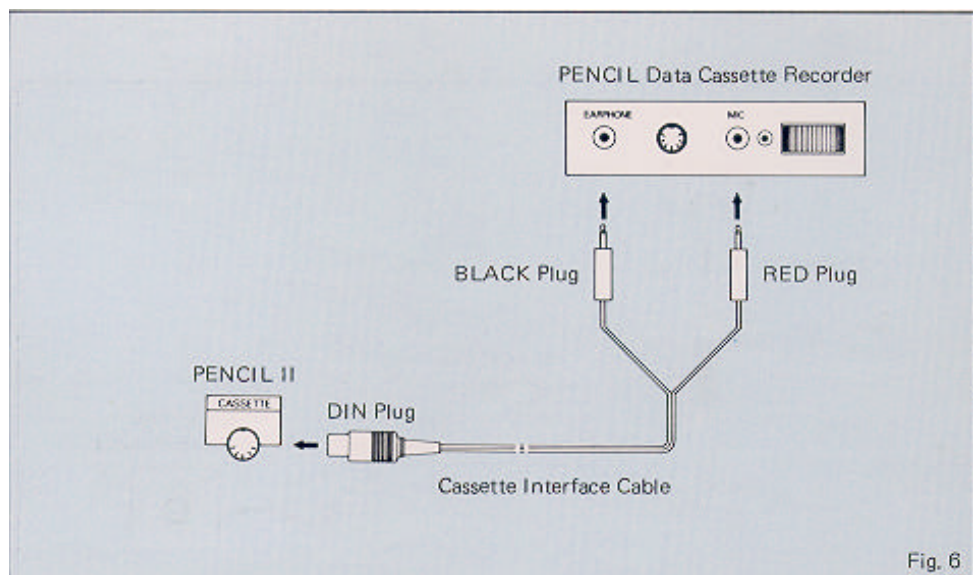 PENCIL Data Cassette Recorder
EARPHONE
MIC
BLACK Plug
RED Plug
PENCIL II
CASSETTE
DIN Plug
Cassette Interface Cable
Fig. 6